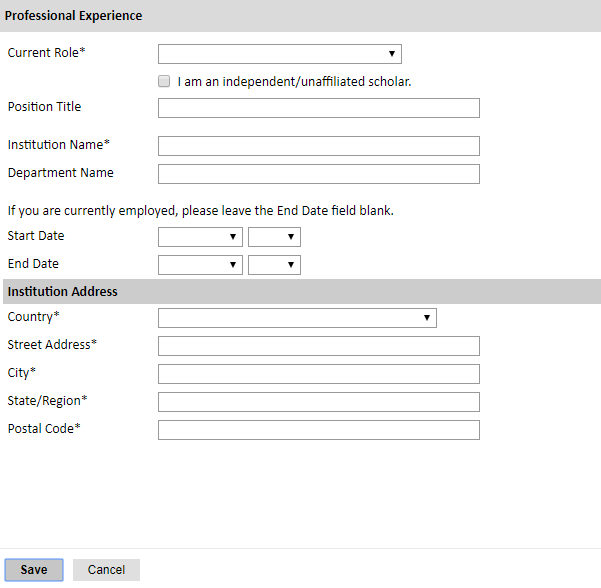 Professional Experience
Current Role*
I am an independent/unaffiliated scholar.
Position Title
Institution Name*
Department Name
If you are currently employed, please leave the End Date field blank.
Start Date
End Date
Institution Address
Country*
Street Address*
City*
State/Region*
Postal Code*
Save Cancel